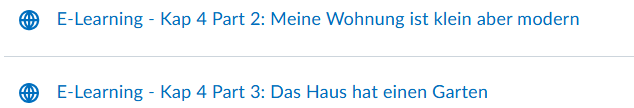 E-Learning - Kap 4 Part 2: Meine Wohnung ist klein aber modern
E-Learning - Kap 4 Part 3: Das Haus hat einen Garten